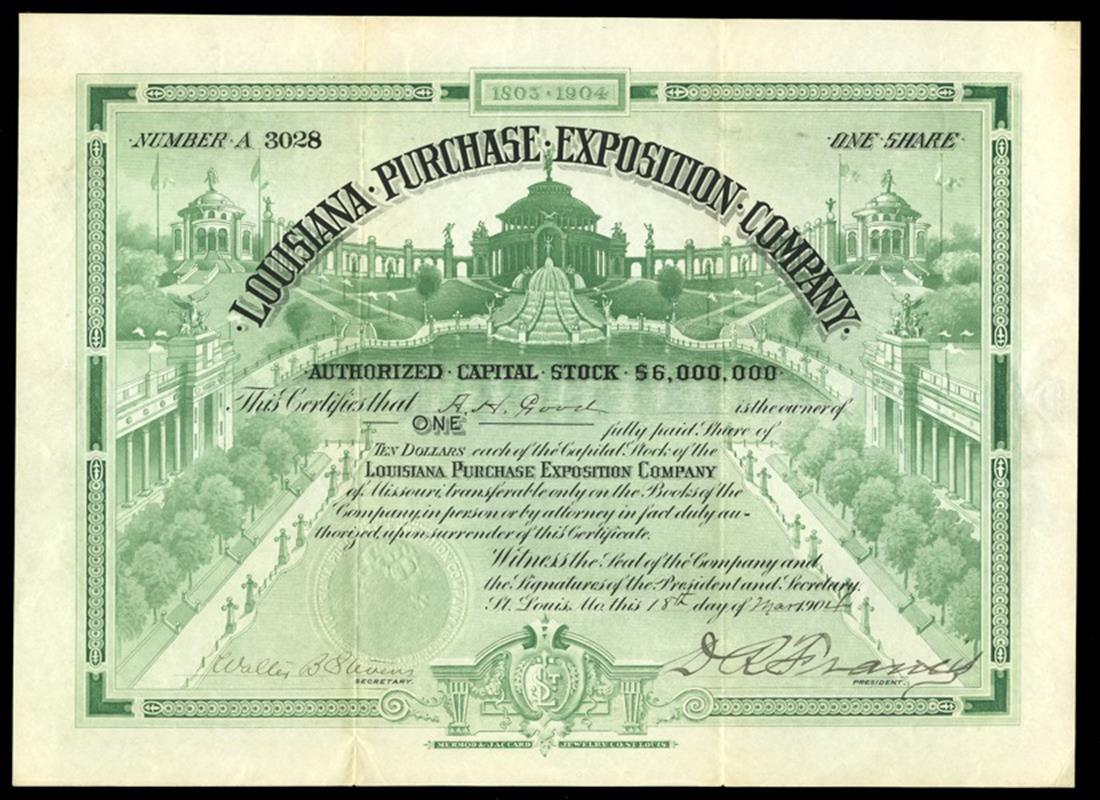 1803 · 1904
·NUMBER·A 3028
·ONE·SHARE·
·LOUISIANA·PURCHASE·EXPOSITION·COMPANY·
·AUTHORIZED·CAPITAL·STOCK·$6,000,000·
This Certifies that A. H. Good is the owner of
ONE fully paid Share of
TEN DOLLARS each of the Capital Stock of the
LOUISIANA PURCHASE EXPOSITION COMPANY
of Missouri, transferable only on the Books of the
Company, in person or by attorney in fact duly au-
thorized, upon surrender of this Certificate.
Witness the Seal of the Company and
the Signatures of the President and Secretary.
St. Louis, Mo. this 18th day of Mar 1904
Walter B Stevens
SECRETARY.
D R Francis
PRESIDENT.
MERMOD & JACCARD JEWELRY CO. ST. LOUIS